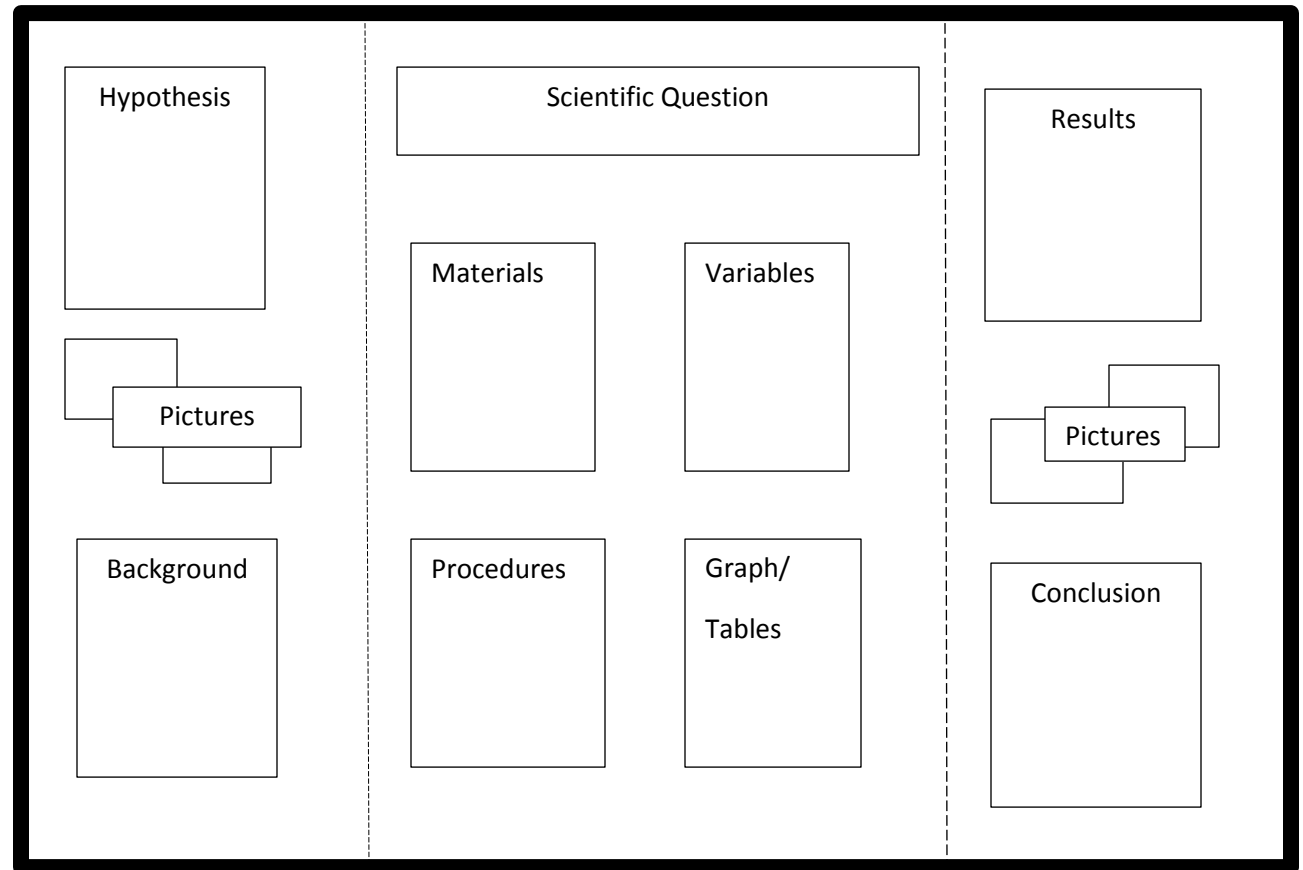 Hypothesis
Pictures
Background
Scientific Question
Materials
Variables
Procedures
Graph/
Tables
Results
Pictures
Conclusion